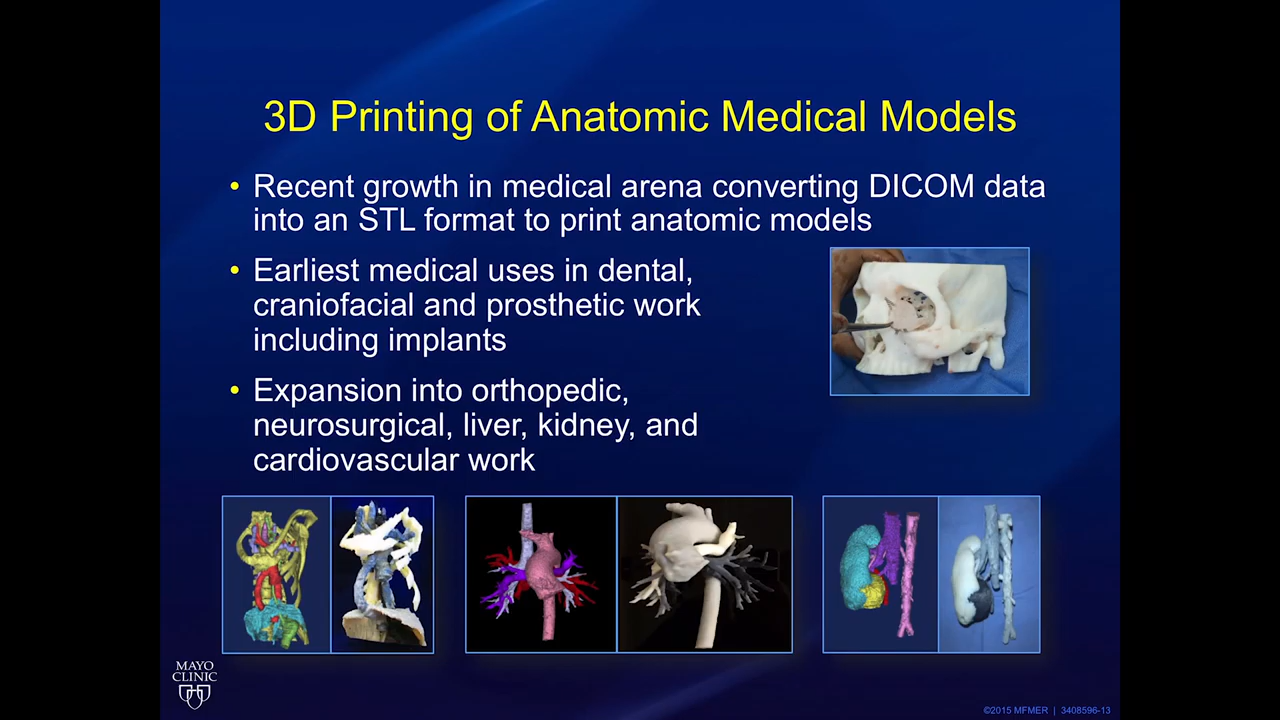 3D Printing of Anatomic Medical Models
• Recent growth in medical arena converting DICOM data
into an STL format to print anatomic models
• Earliest medical uses in dental,
craniofacial and prosthetic work
including implants
• Expansion into orthopedic,
neurosurgical, liver, kidney, and
cardiovascular work
MAYO
CLINIC
©2015 MFMER | 3408596-13